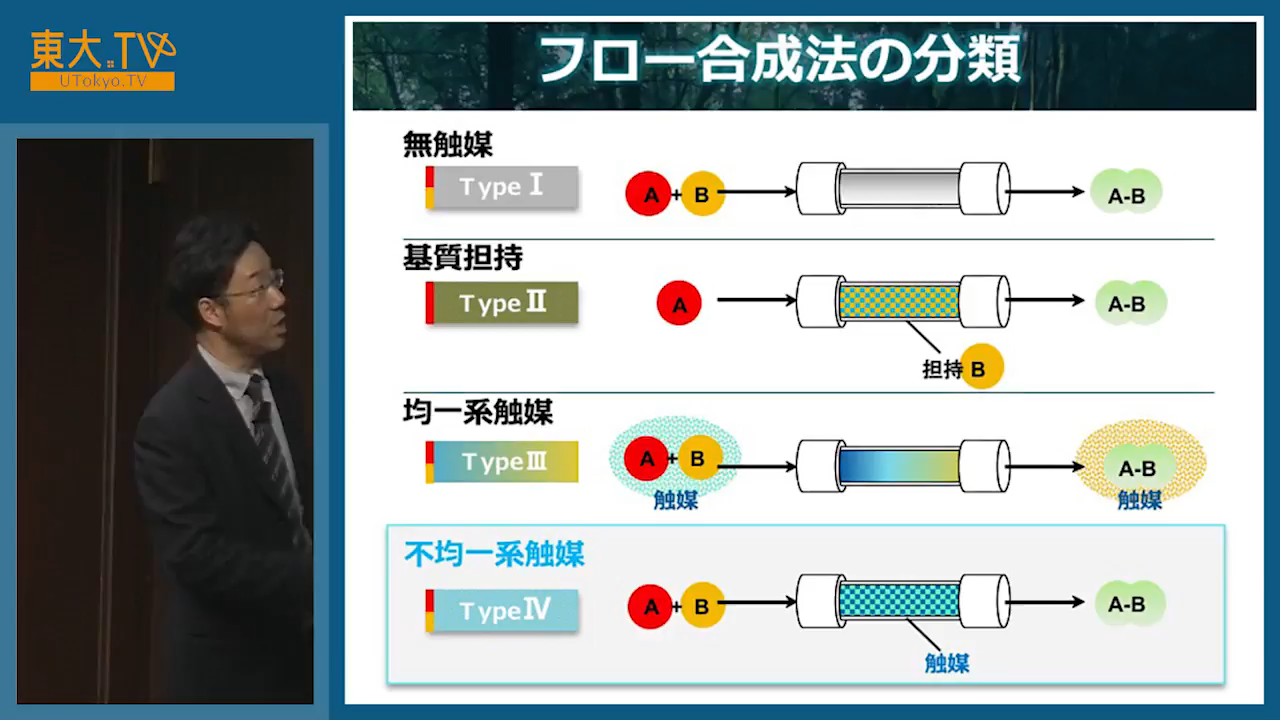 東大.TV
UTokyo.TV
フロー合成法の分類
無触媒
Type Ⅰ
A + B
A-B
基質担持
Type Ⅱ
A
A-B
担持 B
均一系触媒
Type Ⅲ
A + B
触媒
A-B
触媒
不均一系触媒
Type Ⅳ
A + B
A-B
触媒